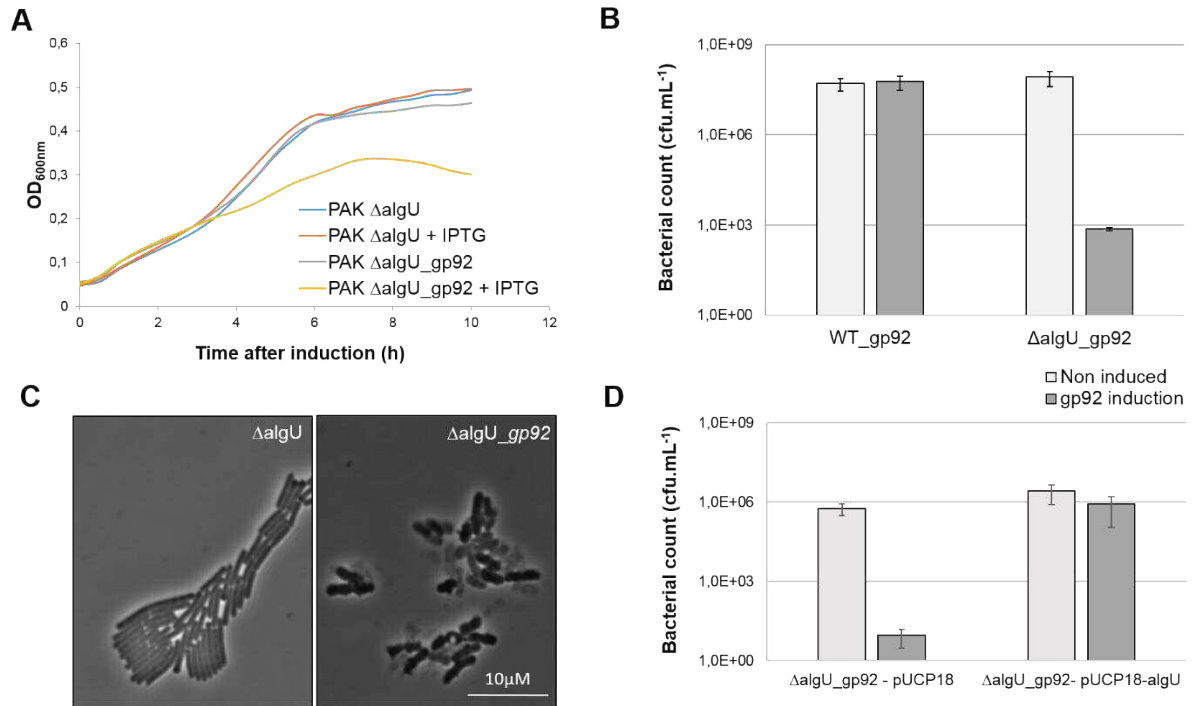 A
0,6
0,5
0,4
0,3
0,2
0,1
0
OD600nm
0 2 4 6 8 10 12
Time after induction (h)
PAK ΔalgU
PAK ΔalgU + IPTG
PAK ΔalgU_gp92
PAK ΔalgU_gp92 + IPTG
B
1,0E+09
1,0E+06
1,0E+03
1,0E+00
Bacterial count (cfu.mL-1)
WT_gp92 ΔalgU_gp92
Non induced
gp92 induction
C
ΔalgU
ΔalgU_gp92
10µM
D
1,0E+09
1,0E+06
1,0E+03
1,0E+00
Bacterial count (cfu.mL-1)
ΔalgU_gp92 - pUCP18 ΔalgU_gp92- pUCP18-algU